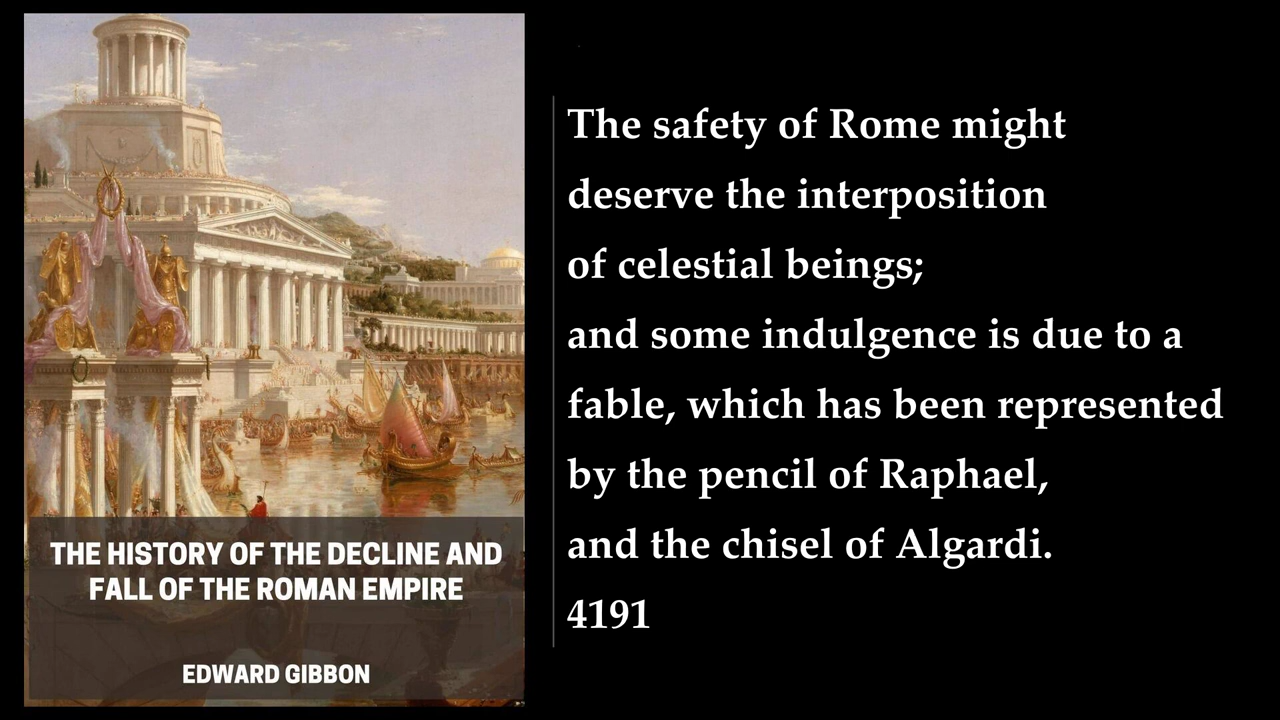 THE HISTORY OF THE DECLINE AND
FALL OF THE ROMAN EMPIRE
EDWARD GIBBON
The safety of Rome might
deserve the interposition
of celestial beings;
and some indulgence is due to a
fable, which has been represented
by the pencil of Raphael,
and the chisel of Algardi.
4191